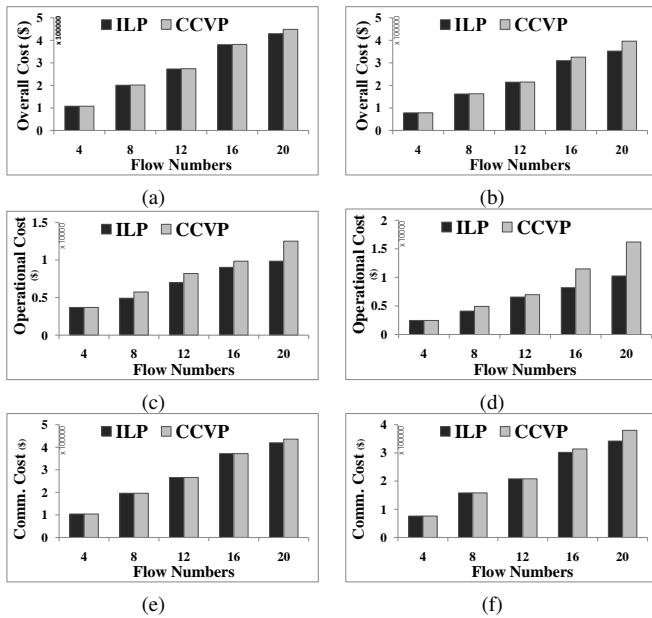 x 100000
Overall Cost ($)
ILP CCVP
5
4
3
2
1
0
4 8 12 16 20
Flow Numbers
(a)
x 100000
Overall Cost ($)
ILP CCVP
5
4
3
2
1
0
4 8 12 16 20
Flow Numbers
(b)
x 10000
Operational Cost
($)
ILP CCVP
1.5
1
0.5
0
4 8 12 16 20
Flow Numbers
(c)
x 10000
Operational Cost
($)
ILP CCVP
2
1.5
1
0.5
0
4 8 12 16 20
Flow Numbers
(d)
x 100000
Comm. Cost ($)
ILP CCVP
5
4
3
2
1
0
4 8 12 16 20
Flow Numbers
(e)
x 100000
Comm. Cost ($)
ILP CCVP
4
3
2
1
0
4 8 12 16 20
Flow Numbers
(f)